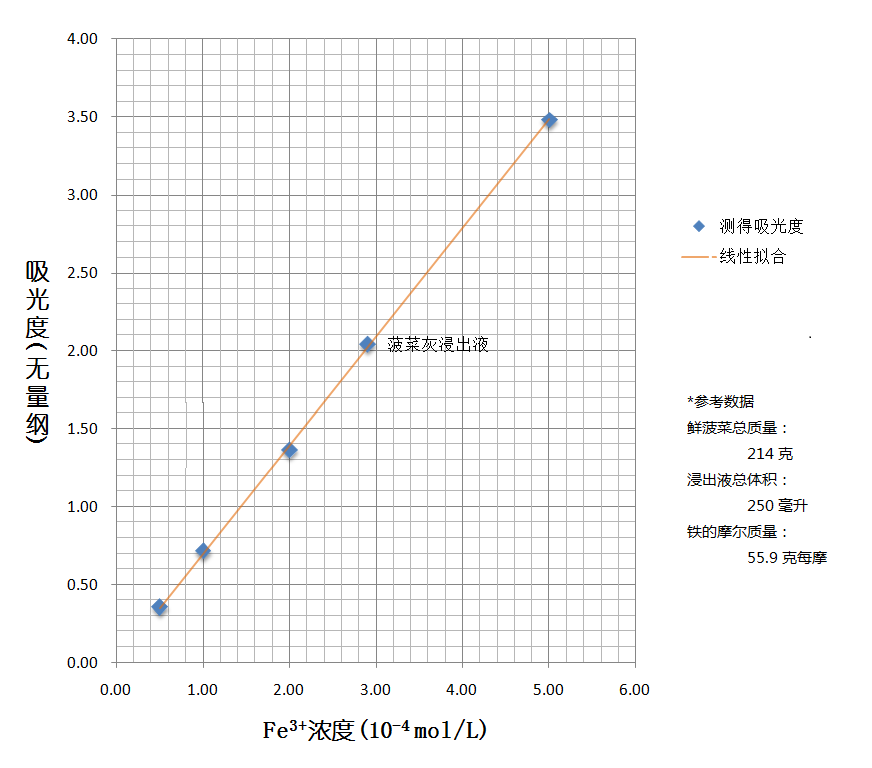 4.00
3.50
3.00
2.50
2.00
1.50
1.00
0.50
0.00
0.00 1.00 2.00 3.00 4.00 5.00 6.00
吸光度(无量纲)
Fe³⁺浓度(10⁻⁴mol/L)
菠菜灰浸出液
测得吸光度
线性拟合
*参考数据
鲜菠菜总质量：
214 克
浸出液总体积：
250 毫升
铁的摩尔质量：
55.9 克每摩